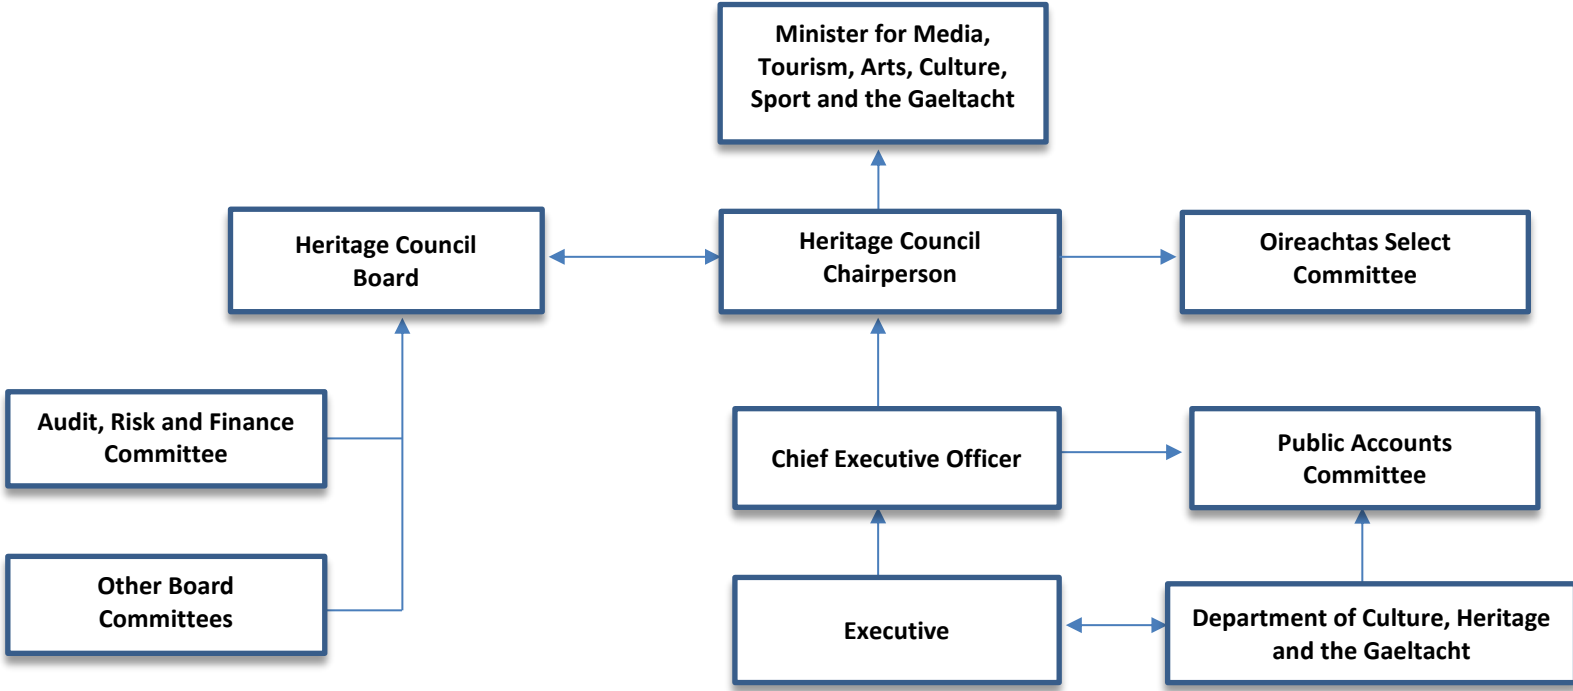 Minister for Media,
Tourism, Arts, Culture,
Sport and the Gaeltacht
Heritage Council
Board
Heritage Council
Chairperson
Oireachtas Select
Committee
Audit, Risk and Finance
Committee
Chief Executive Officer
Public Accounts
Committee
Other Board
Committees
Executive
Department of Culture, Heritage
and the Gaeltacht